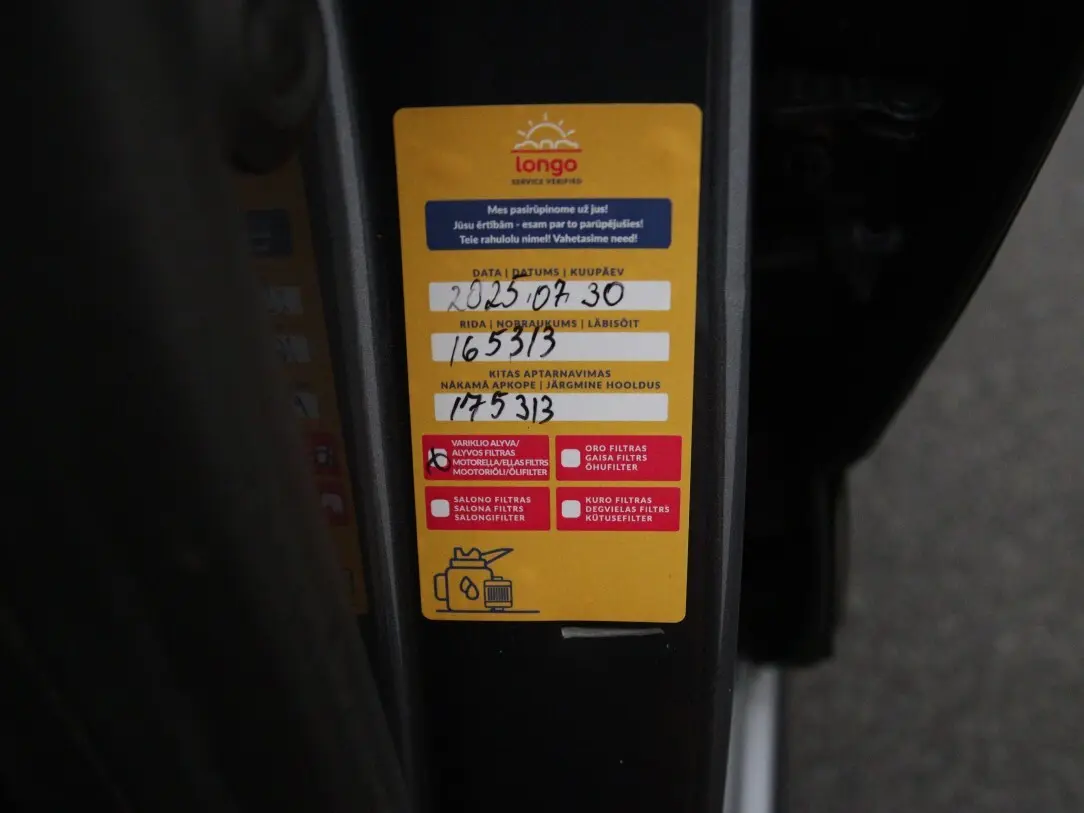 longo
SERVICE VERIFIED
Mes pasirūpinome už jus!
Jūsu ērtībām - esam par to parūpējušies!
Teie rahulolu nimel! Vahetasime need!
DATA | DATUMS | KUUPÄEV
2025.07.30
RIDA | NOBRAUKUMS | LÄBISÕIT
165313
KITAS APTARNAVIMAS
NĀKAMĀ APKOPE | JÄRGMINE HOOLDUS
175313
VARIKLIO ALYVA/
ALYVOS FILTRAS
MOTORELLA/EĻĻAS FILTRS
MOOTORIÕLI/ÕLIFILTER
ORO FILTRAS
GAISA FILTRS
ÕHUFILTER
SALONO FILTRAS
SALONA FILTRS
SALONGIFILTER
KURO FILTRAS
DEGVIELAS FILTRS
KÜTUSEFILTER